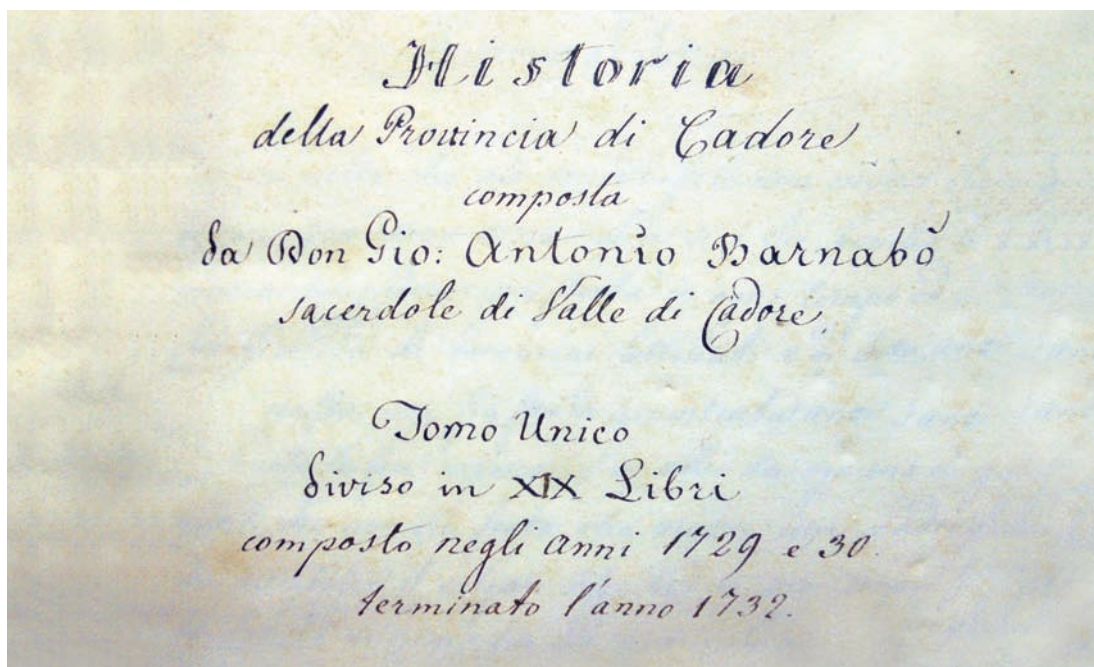 Historia
della Provincia di Cadore
composta
da Don Gio: Antonio Barnabò
sacerdote di Valle di Cadore.
Tomo Unico
diviso in XIX Libri
composto negli anni 1729 e 30.
terminato l'anno 1732.